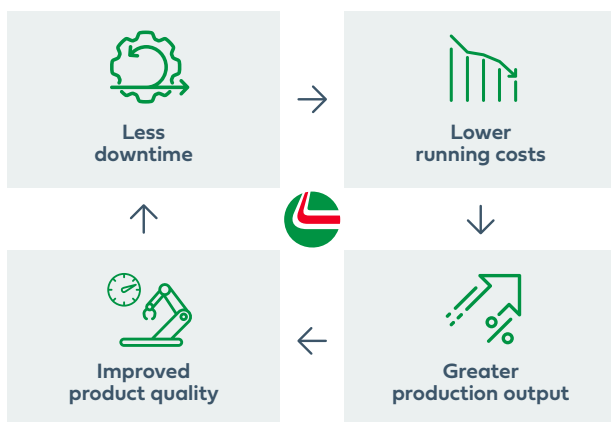 Less
downtime
Lower
running costs
Improved
product quality
Greater
production output
%